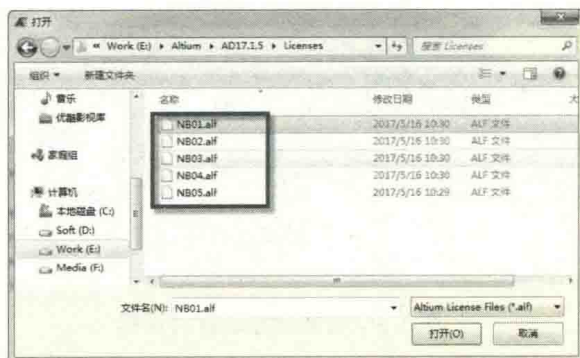 打开
« Work (E:) ▸ Altium ▸ AD17.1.5 ▸ Licenses
搜索 Licenses
组织 新建文件夹
音乐
优酷影视库
家庭组
计算机
本地磁盘 (C:)
Soft (D:)
Work (E:)
Media (F:)
名称 修改日期 类型 大
NB01.alf 2017/5/16 10:30 ALF 文件
NB02.alf 2017/5/16 10:30 ALF 文件
NB03.alf 2017/5/16 10:30 ALF 文件
NB04.alf 2017/5/16 10:30 ALF 文件
NB05.alf 2017/5/16 10:29 ALF 文件
文件名(N): NB01.alf
Altium License Files (*.alf)
打开(O) 取消